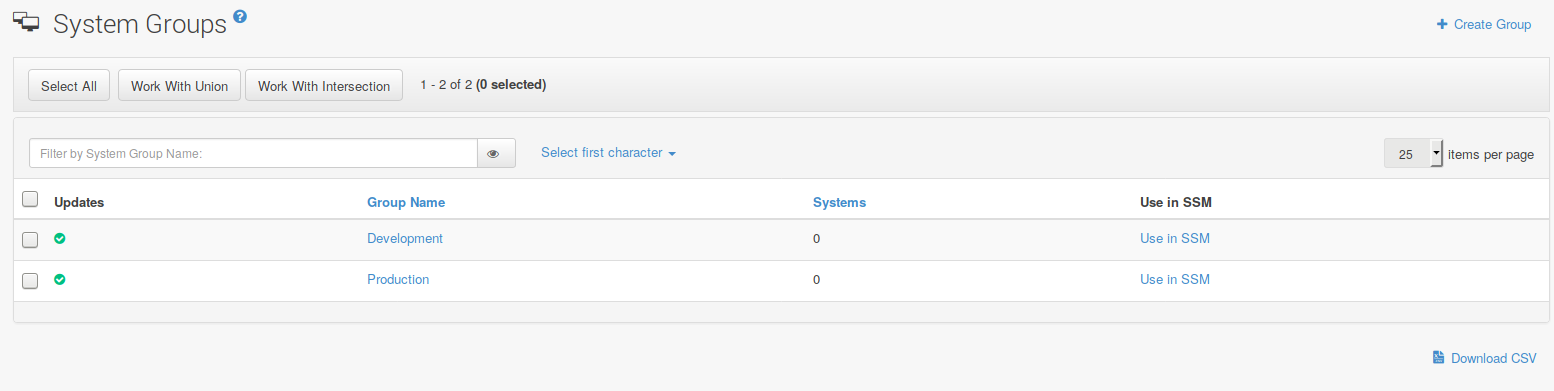 System Groups ?
+ Create Group
Select All Work With Union Work With Intersection 1 - 2 of 2 (0 selected)
Filter by System Group Name: Select first character 25 items per page
Updates Group Name Systems Use in SSM
Development 0 Use in SSM
Production 0 Use in SSM
Download CSV